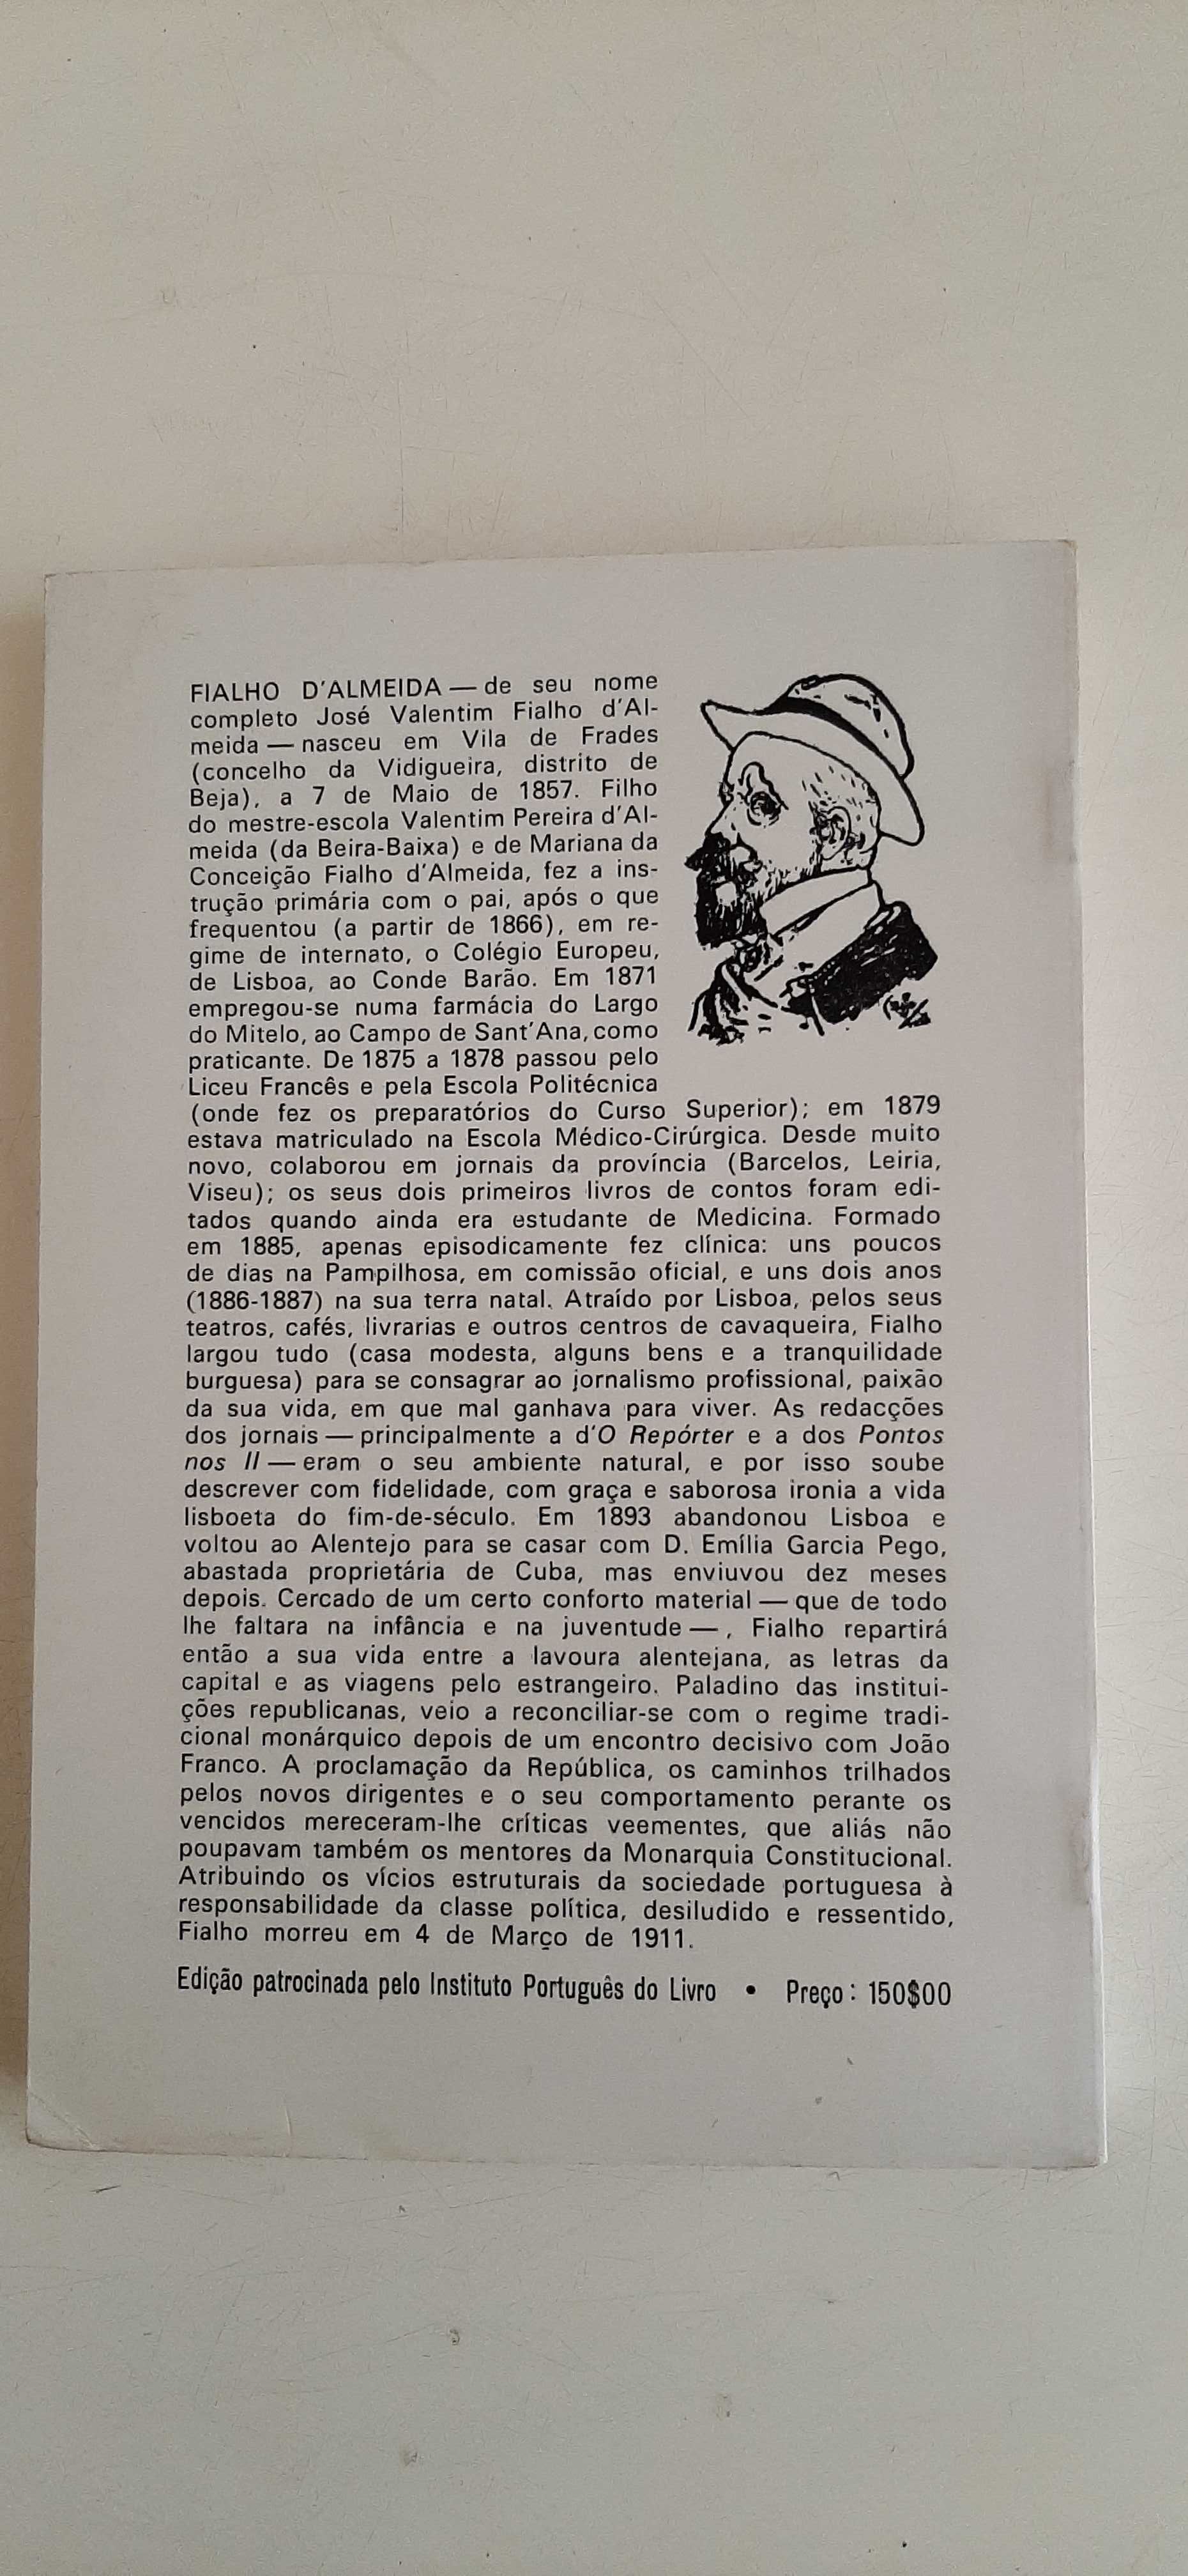 FIALHO D'ALMEIDA — de seu nome
completo José Valentim Fialho d'Al-
meida — nasceu em Vila de Frades
(concelho da Vidigueira, distrito de
Beja), a 7 de Maio de 1857. Filho
do mestre-escola Valentim Pereira d'Al-
meida (da Beira-Baixa) e de Mariana da
Conceição Fialho d'Almeida, fez a ins-
trução primária com o pai, após o que
frequentou (a partir de 1866), em re-
gime de internato, o Colégio Europeu,
de Lisboa, ao Conde Barão. Em 1871
empregou-se numa farmácia do Largo
do Mitelo, ao Campo de Sant'Ana, como
praticante. De 1875 a 1878 passou pelo
Liceu Francês e pela Escola Politécnica
(onde fez os preparatórios do Curso Superior); em 1879
estava matriculado na Escola Médico-Cirúrgica. Desde muito
novo, colaborou em jornais da província (Barcelos, Leiria,
Viseu); os seus dois primeiros livros de contos foram edi-
tados quando ainda era estudante de Medicina. Formado
em 1885, apenas episodicamente fez clínica: uns poucos
de dias na Pampilhosa, em comissão oficial, e uns dois anos
(1886-1887) na sua terra natal. Atraído por Lisboa, pelos seus
teatros, cafés, livrarias e outros centros de cavaqueira, Fialho
largou tudo (casa modesta, alguns bens e a tranquilidade
burguesa) para se consagrar ao jornalismo profissional, paixão
da sua vida, em que mal ganhava para viver. As redacções
dos jornais — principalmente a d'O Repórter e a dos Pontos
nos II — eram o seu ambiente natural, e por isso soube
descrever com fidelidade, com graça e saborosa ironia a vida
lisboeta do fim-de-século. Em 1893 abandonou Lisboa e
voltou ao Alentejo para se casar com D. Emília Garcia Pego,
abastada proprietária de Cuba, mas enviuvou dez meses
depois. Cercado de um certo conforto material — que de todo
lhe faltara na infância e na juventude — , Fialho repartirá
então a sua vida entre a lavoura alentejana, as letras da
capital e as viagens pelo estrangeiro. Paladino das institui-
ções republicanas, veio a reconciliar-se com o regime tradi-
cional monárquico depois de um encontro decisivo com João
Franco. A proclamação da República, os caminhos trilhados
pelos novos dirigentes e o seu comportamento perante os
vencidos mereceram-lhe críticas veementes, que aliás não
poupavam também os mentores da Monarquia Constitucional.
Atribuindo os vícios estruturais da sociedade portuguesa à
responsabilidade da classe política, desiludido e ressentido,
Fialho morreu em 4 de Março de 1911.
Edição patrocinada pelo Instituto Português do Livro • Preço: 150$00